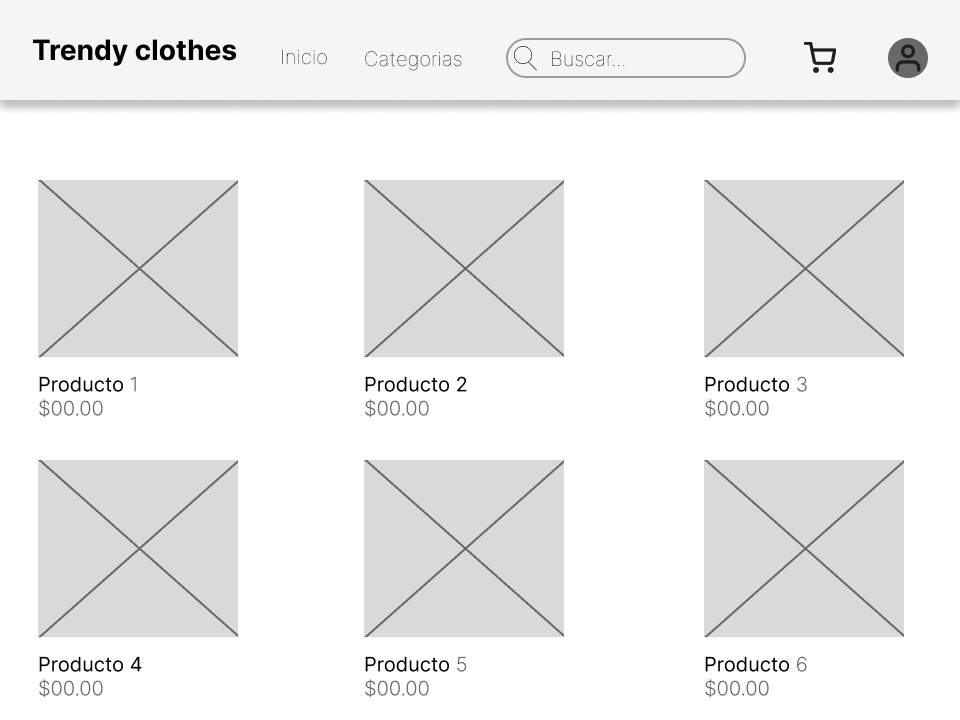 Trendy clothes
Inicio
Categorias
Buscar...
Producto 1
$00.00
Producto 2
$00.00
Producto 3
$00.00
Producto 4
$00.00
Producto 5
$00.00
Producto 6
$00.00